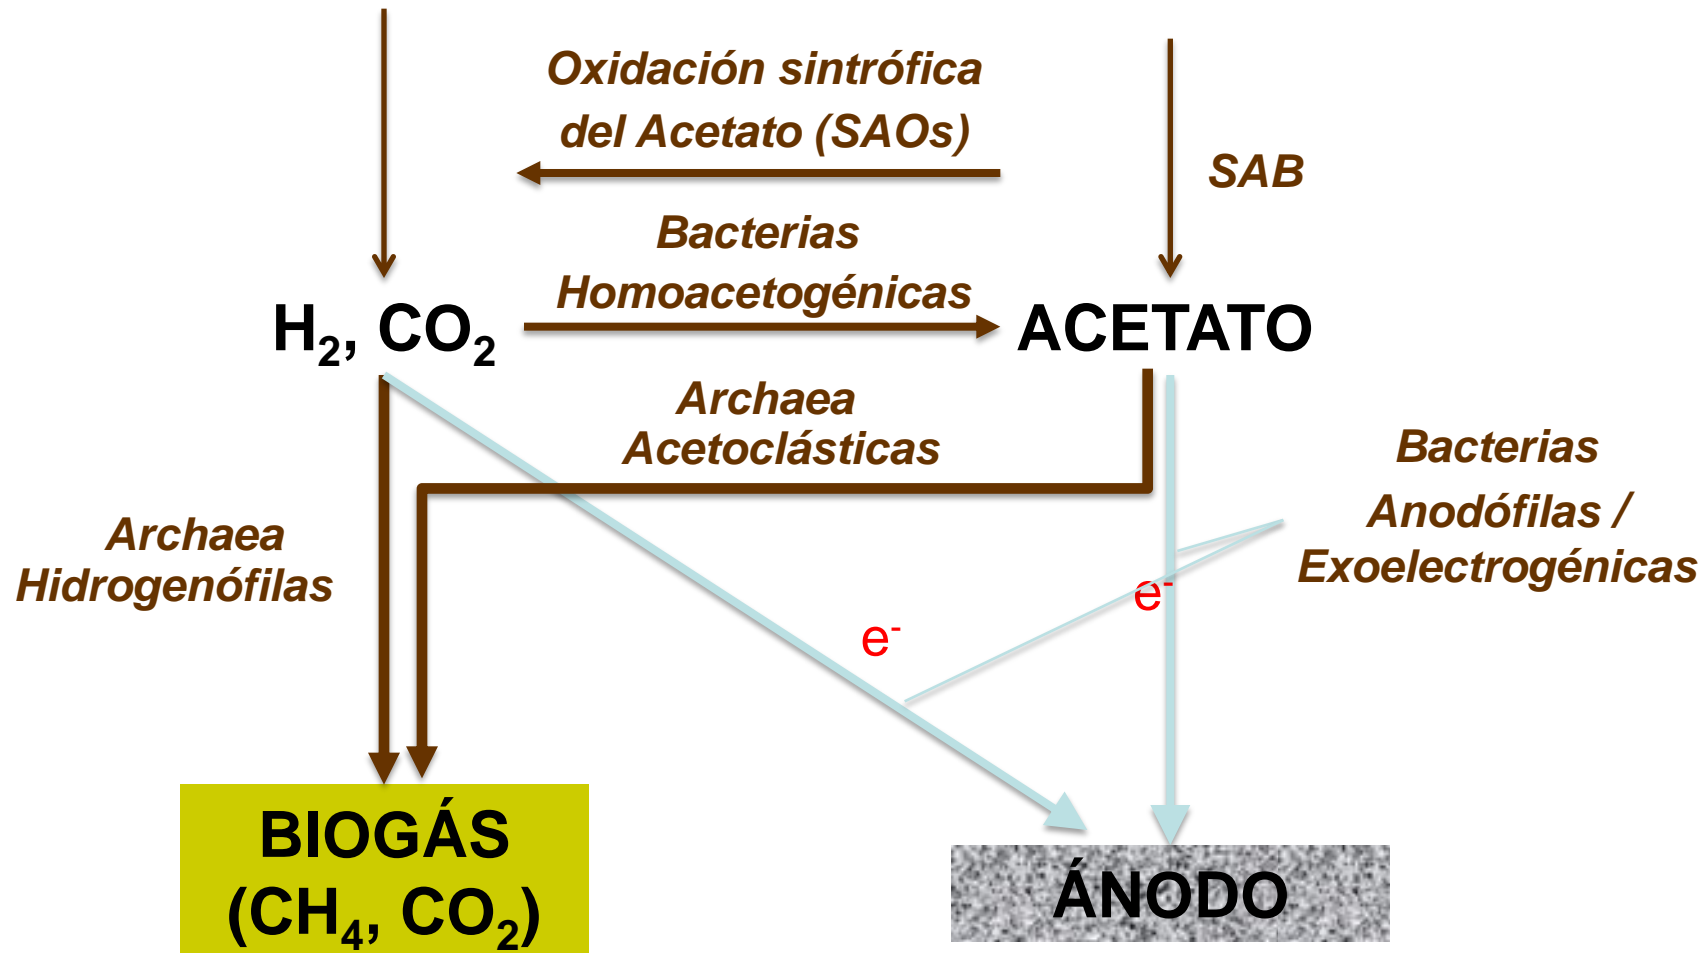 Oxidación sintrófica
del Acetato (SAOs)
SAB
Bacterias
Homoacetogénicas
H₂, CO₂
ACETATO
Archaea
Acetoclásticas
Bacterias
Anodófilas /
Exoelectrogénicas
Archaea
Hidrogenófilas
e⁻
e⁻
BIOGÁS
(CH₄, CO₂)
ÁNODO